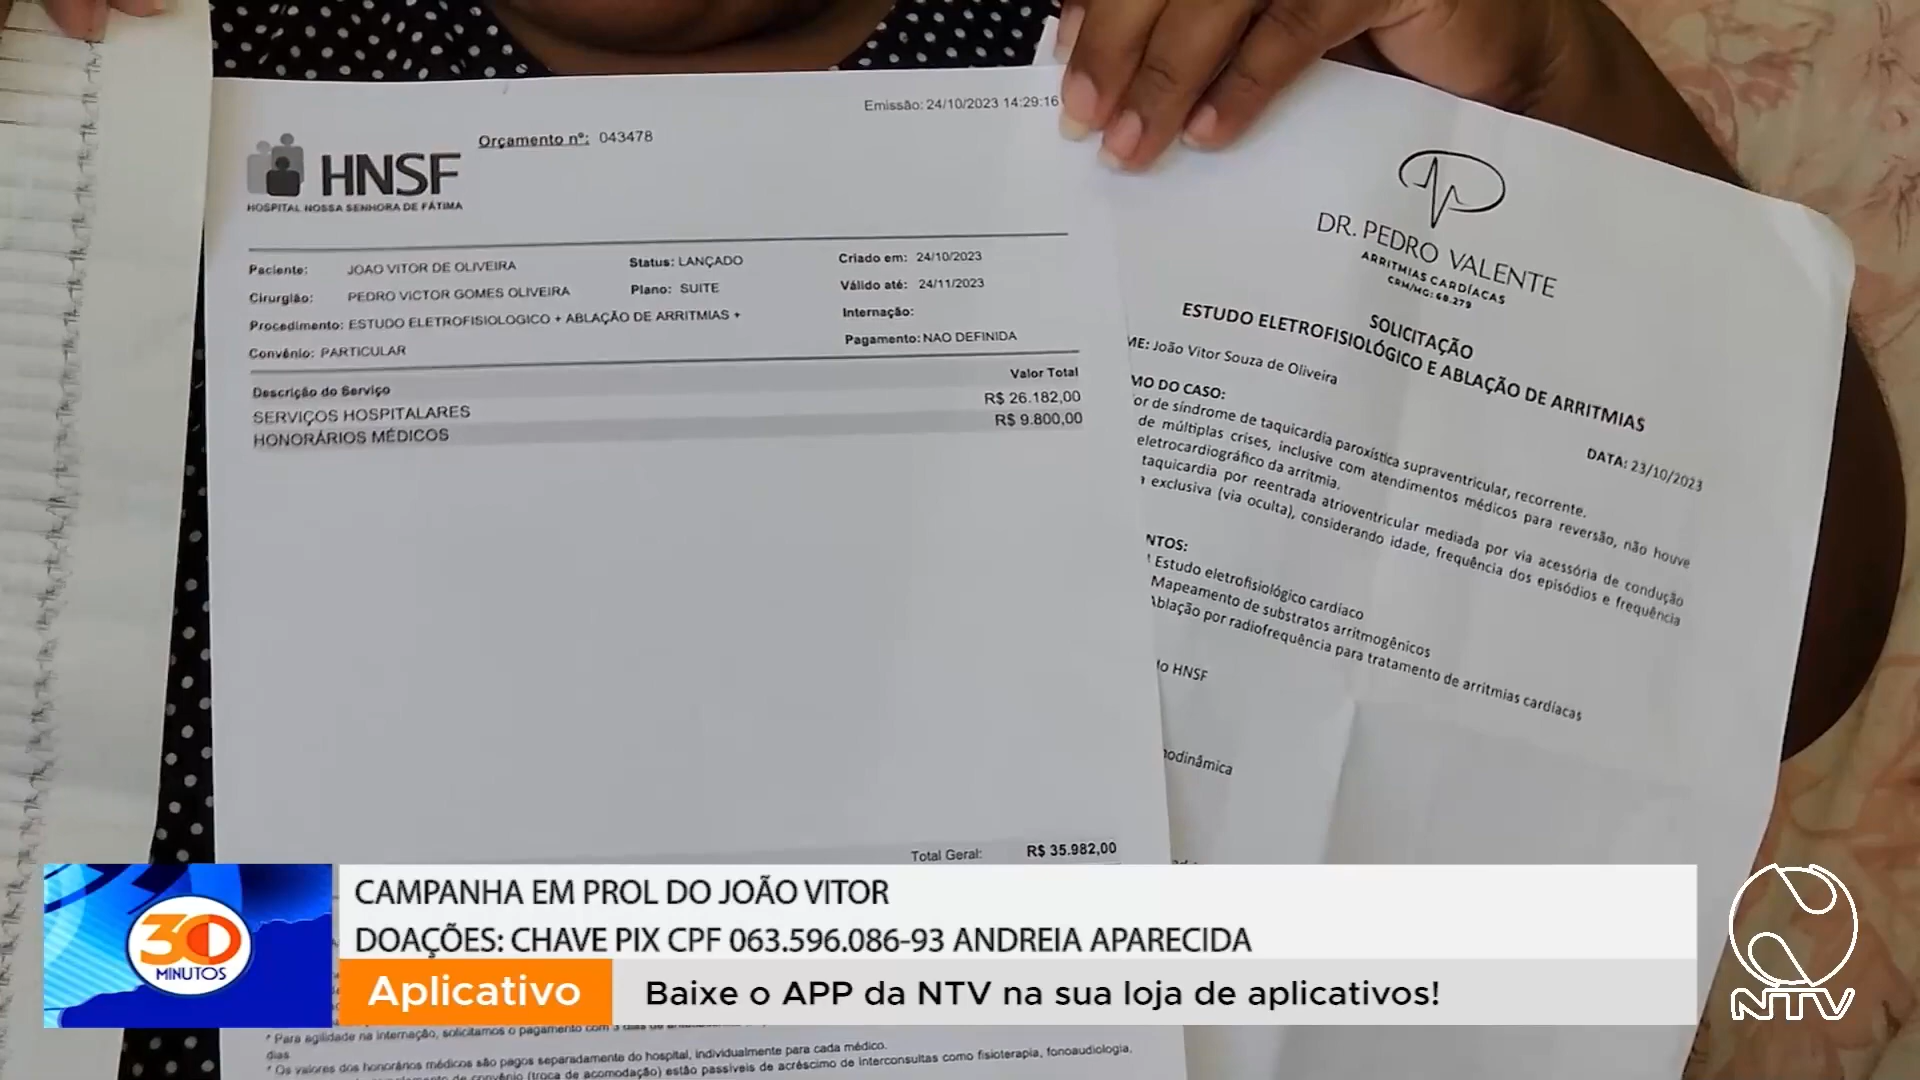 Emissão: 24/10/2023 14:29:16
Orçamento nº: 043478
HNSF
HOSPITAL NOSSA SENHORA DE FÁTIMA
Paciente: JOAO VITOR DE OLIVEIRA
Status: LANÇADO
Criado em: 24/10/2023
Cirurgião: PEDRO VICTOR GOMES OLIVEIRA
Plano: SUITE
Válido até: 24/11/2023
Procedimento: ESTUDO ELETROFISIOLOGICO + ABLAÇÃO DE ARRITMIAS +
Internação:
Convênio: PARTICULAR
Pagamento: NAO DEFINIDA
Descrição do Serviço Valor Total
SERVIÇOS HOSPITALARES R$ 26.182,00
HONORÁRIOS MÉDICOS R$ 9.800,00
Total Geral: R$ 35.982,00
DR. PEDRO VALENTE
ARRITMIAS CARDÍACAS
CRM/MG: 68.279
SOLICITAÇÃO
ESTUDO ELETROFISIOLÓGICO E ABLAÇÃO DE ARRITMIAS
DATA: 23/10/2023
ME: João Vitor Souza de Oliveira
MO DO CASO:
or de síndrome de taquicardia paroxística supraventricular, recorrente.
de múltiplas crises, inclusive com atendimentos médicos para reversão, não houve
eletrocardiográfico da arritmia.
taquicardia por reentrada atrioventricular mediada por via acessória de condução
exclusiva (via oculta), considerando idade, frequência dos episódios e frequência
NTOS:
Estudo eletrofisiológico cardíaco
Mapeamento de substratos arritmogênicos
Ablação por radiofrequência para tratamento de arritmias cardíacas
do HNSF
nodinâmica
30
MINUTOS
CAMPANHA EM PROL DO JOÃO VITOR
DOAÇÕES: CHAVE PIX CPF 063.596.086-93 ANDREIA APARECIDA
Aplicativo Baixe o APP da NTV na sua loja de aplicativos!
NTV
* Para agilidade na internação, solicitamos o pagamento com 3 dias de
dias
* Os valores dos honorários médicos são pagos separadamente do hospital, individualmente para cada médico.
de convênio (troca de acomodação) estão passíveis de acréscimo de interconsultas como fisioterapia, fonoaudiologia,